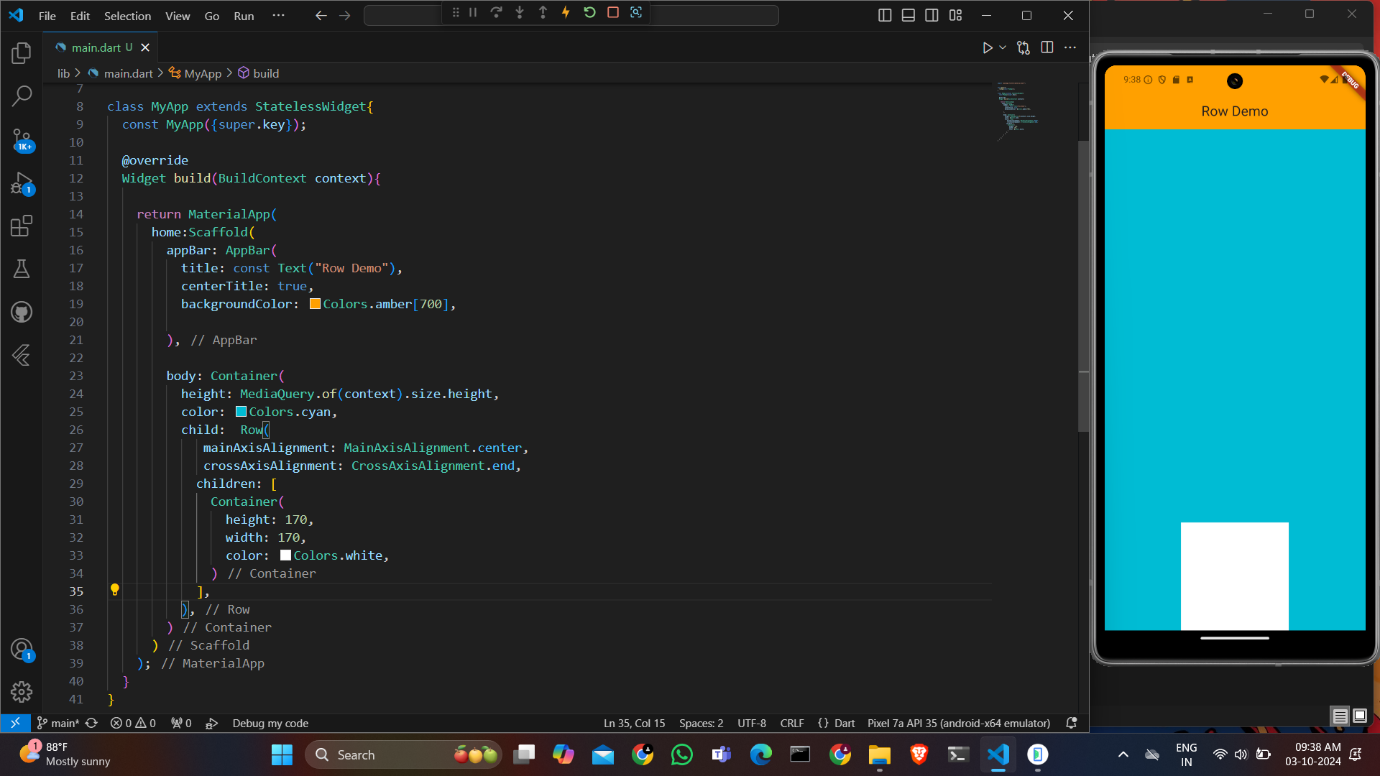 File Edit Selection View Go Run ···
main.dart U
lib > main.dart > MyApp > build
7
8 class MyApp extends StatelessWidget{
9 const MyApp({super.key});
10
11 @override
12 Widget build(BuildContext context){
13
14 return MaterialApp(
15 home:Scaffold(
16 appBar: AppBar(
17 title: const Text("Row Demo"),
18 centerTitle: true,
19 backgroundColor: Colors.amber[700],
20
21 ), // AppBar
22
23 body: Container(
24 height: MediaQuery.of(context).size.height,
25 color: Colors.cyan,
26 child:  Row(
27 mainAxisAlignment: MainAxisAlignment.center,
28 crossAxisAlignment: CrossAxisAlignment.end,
29 children: [
30 Container(
31 height: 170,
32 width: 170,
33 color: Colors.white,
34 ) // Container
35 ],
36 ), // Row
37 ) // Container
38 ) // Scaffold
39 ); // MaterialApp
40 }
41 }
1K+
1
1
9:38
DEBUG
Row Demo
main* 0 0 0 Debug my code Ln 35, Col 15 Spaces: 2 UTF-8 CRLF {} Dart Pixel 7a API 35 (android-x64 emulator)
1
88°F
Mostly sunny
Search
ENG
IN
09:38 AM
03-10-2024